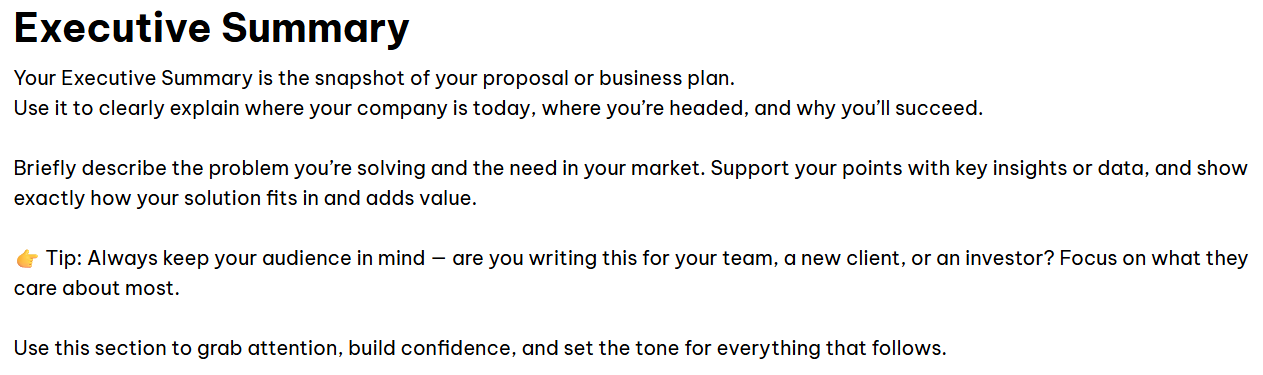 Executive Summary
Your Executive Summary is the snapshot of your proposal or business plan.
Use it to clearly explain where your company is today, where you’re headed, and why you’ll succeed.
Briefly describe the problem you’re solving and the need in your market. Support your points with key insights or data, and show
exactly how your solution fits in and adds value.
👉 Tip: Always keep your audience in mind — are you writing this for your team, a new client, or an investor? Focus on what they
care about most.
Use this section to grab attention, build confidence, and set the tone for everything that follows.